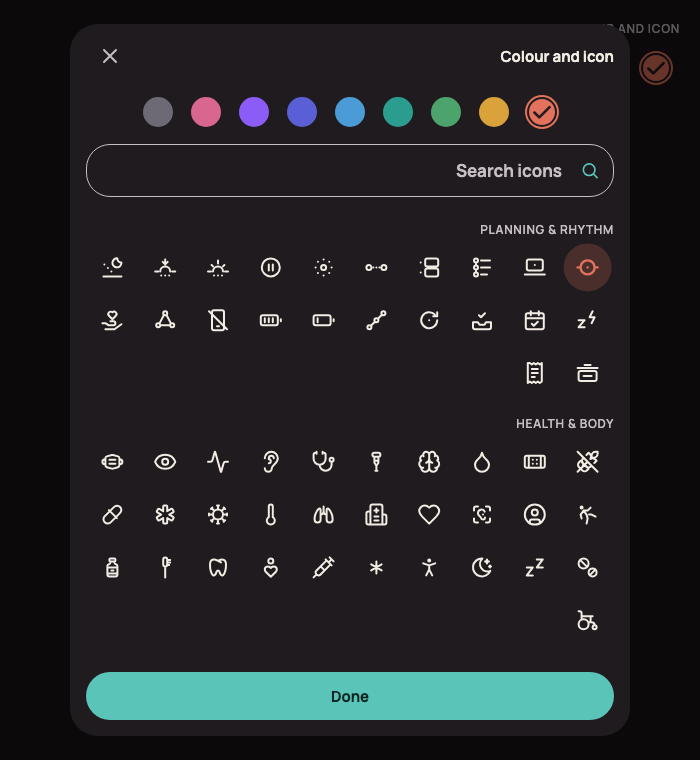 AND ICON
Colour and icon
Search icons
PLANNING & RHYTHM
HEALTH & BODY
Done